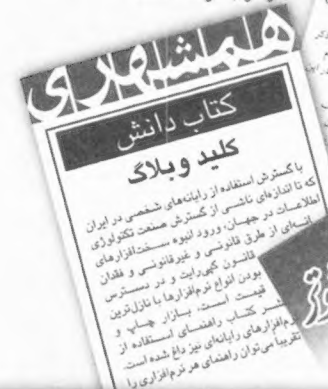 همشهری
کتاب دانش
کلید وبلاگ
با گسترش استفاده از رایانه‌های شخصی در ایران
که تا اندازه‌ای ناشی از گسترش صنعت تکنولوژی
اطلاعات در جهان، ورود انبوه سخت‌افزارهای
انه‌ای از طرق قانونی و غیرقانونی و فقدان
قانون کپی‌رایت و در دسترس
بودن انواع نرم‌افزارها با نازل‌ترین
قیمت است، بازار چاپ و
شر کتاب راهنمای استفاده از
رم‌افزارهای رایانه‌ای نیز داغ شده است.
تقریبا می‌توان راهنمای هر نرم‌افزاری را